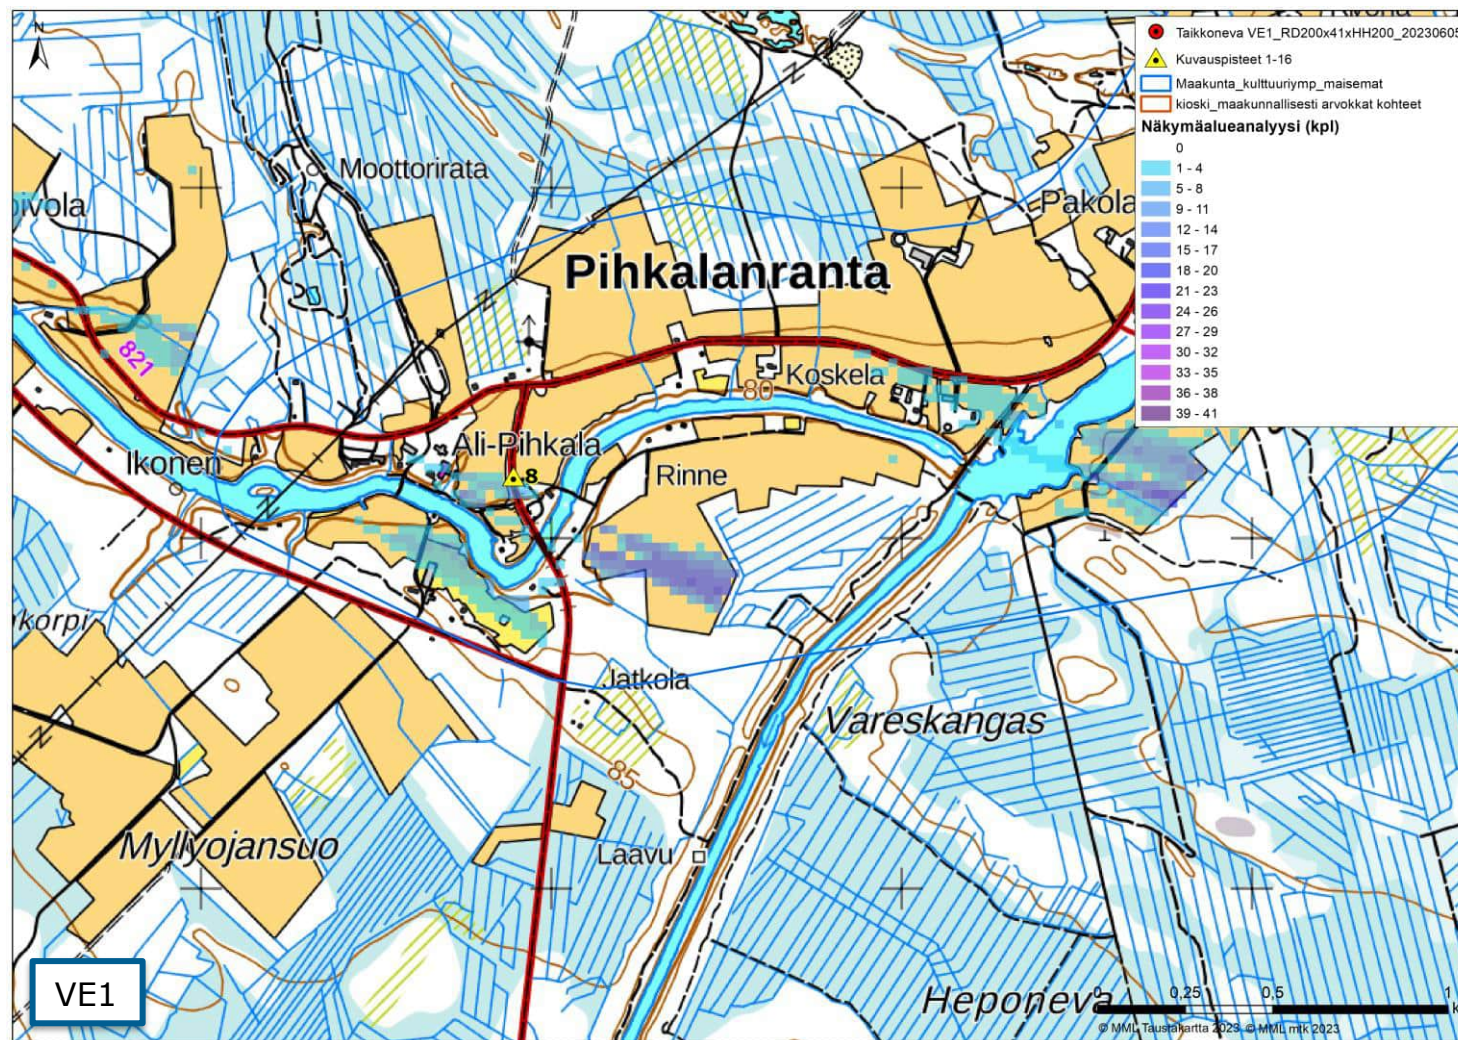 N
Taikkoneva VE1_RD200x41xHH200_20230605
Kuvauspisteet 1-16
Maakunta_kulttuuriymp_maisemat
kioski_maakunnallisesti arvokkat kohteet
Näkymäalueanalyysi (kpl)
0
1 - 4
5 - 8
9 - 11
12 - 14
15 - 17
18 - 20
21 - 23
24 - 26
27 - 29
30 - 32
33 - 35
36 - 38
39 - 41
Moottorirata
oivola
Pakola
Pihkalanranta
821
Koskela
80
Ali-Pihkala
Ikonen
8
Rinne
nkorpi
Jatkola
Vareskangas
85
Myllyojansuo
Laavu
VE1
Heponeva
0 0,25 0,5 1
K
© MML Taustakartta 2023 © MML mtk 2023